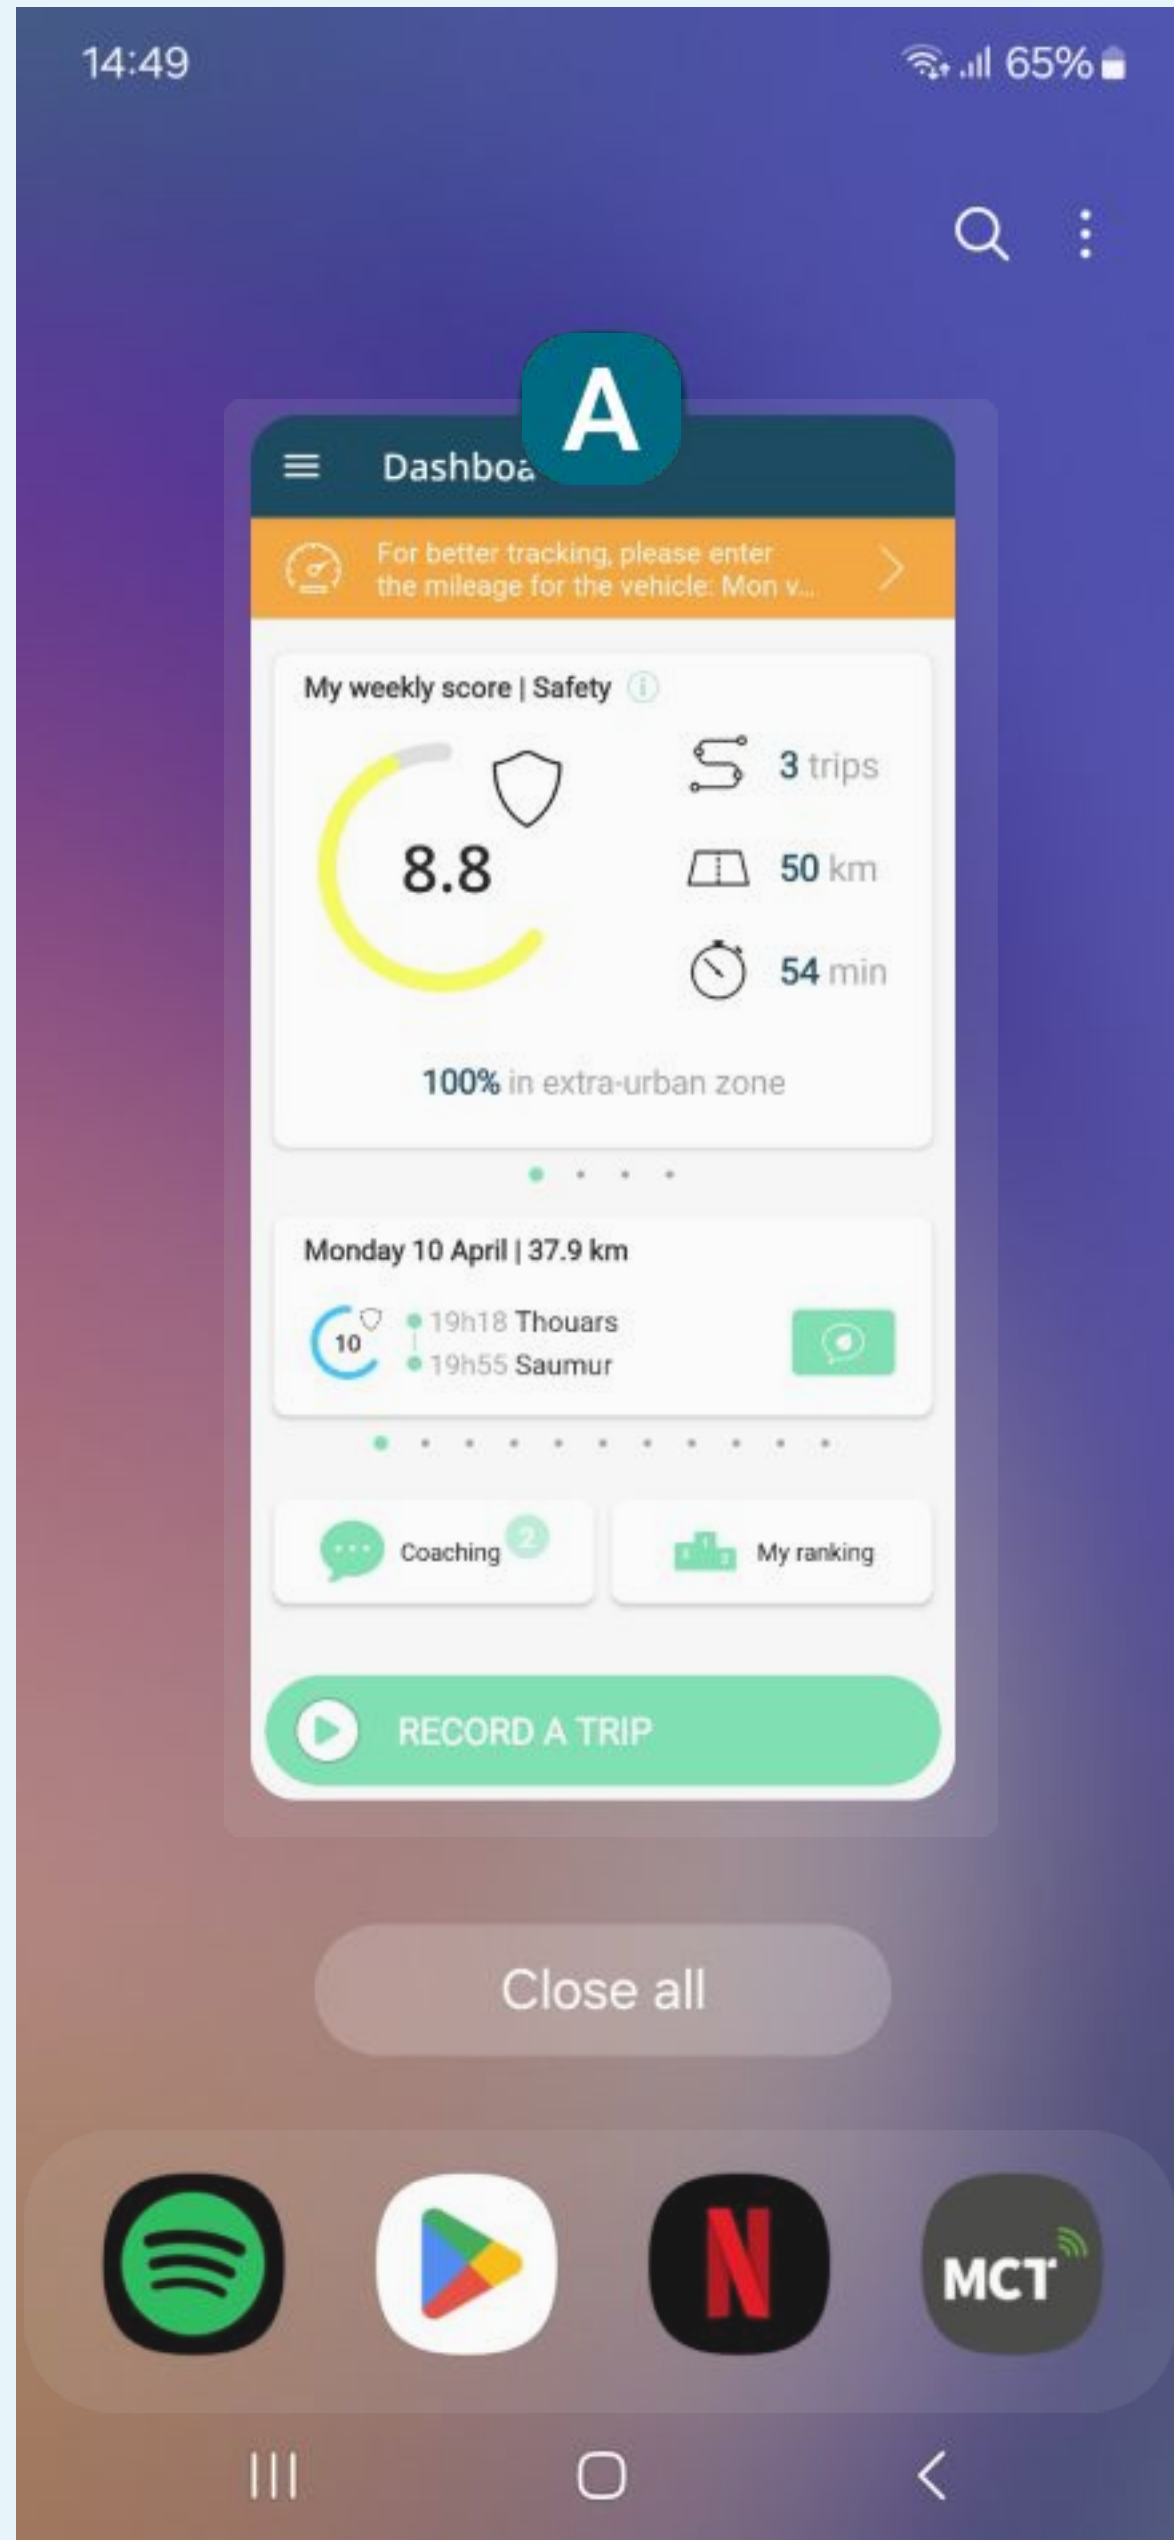 14:49
65%
A
Dashboa
For better tracking, please enter
the mileage for the vehicle: Mon v...
My weekly score | Safety
3 trips
8.8
50 km
54 min
100% in extra-urban zone
Monday 10 April | 37.9 km
10
19h18 Thouars
19h55 Saumur
Coaching 2
My ranking
RECORD A TRIP
Close all
N
MCT